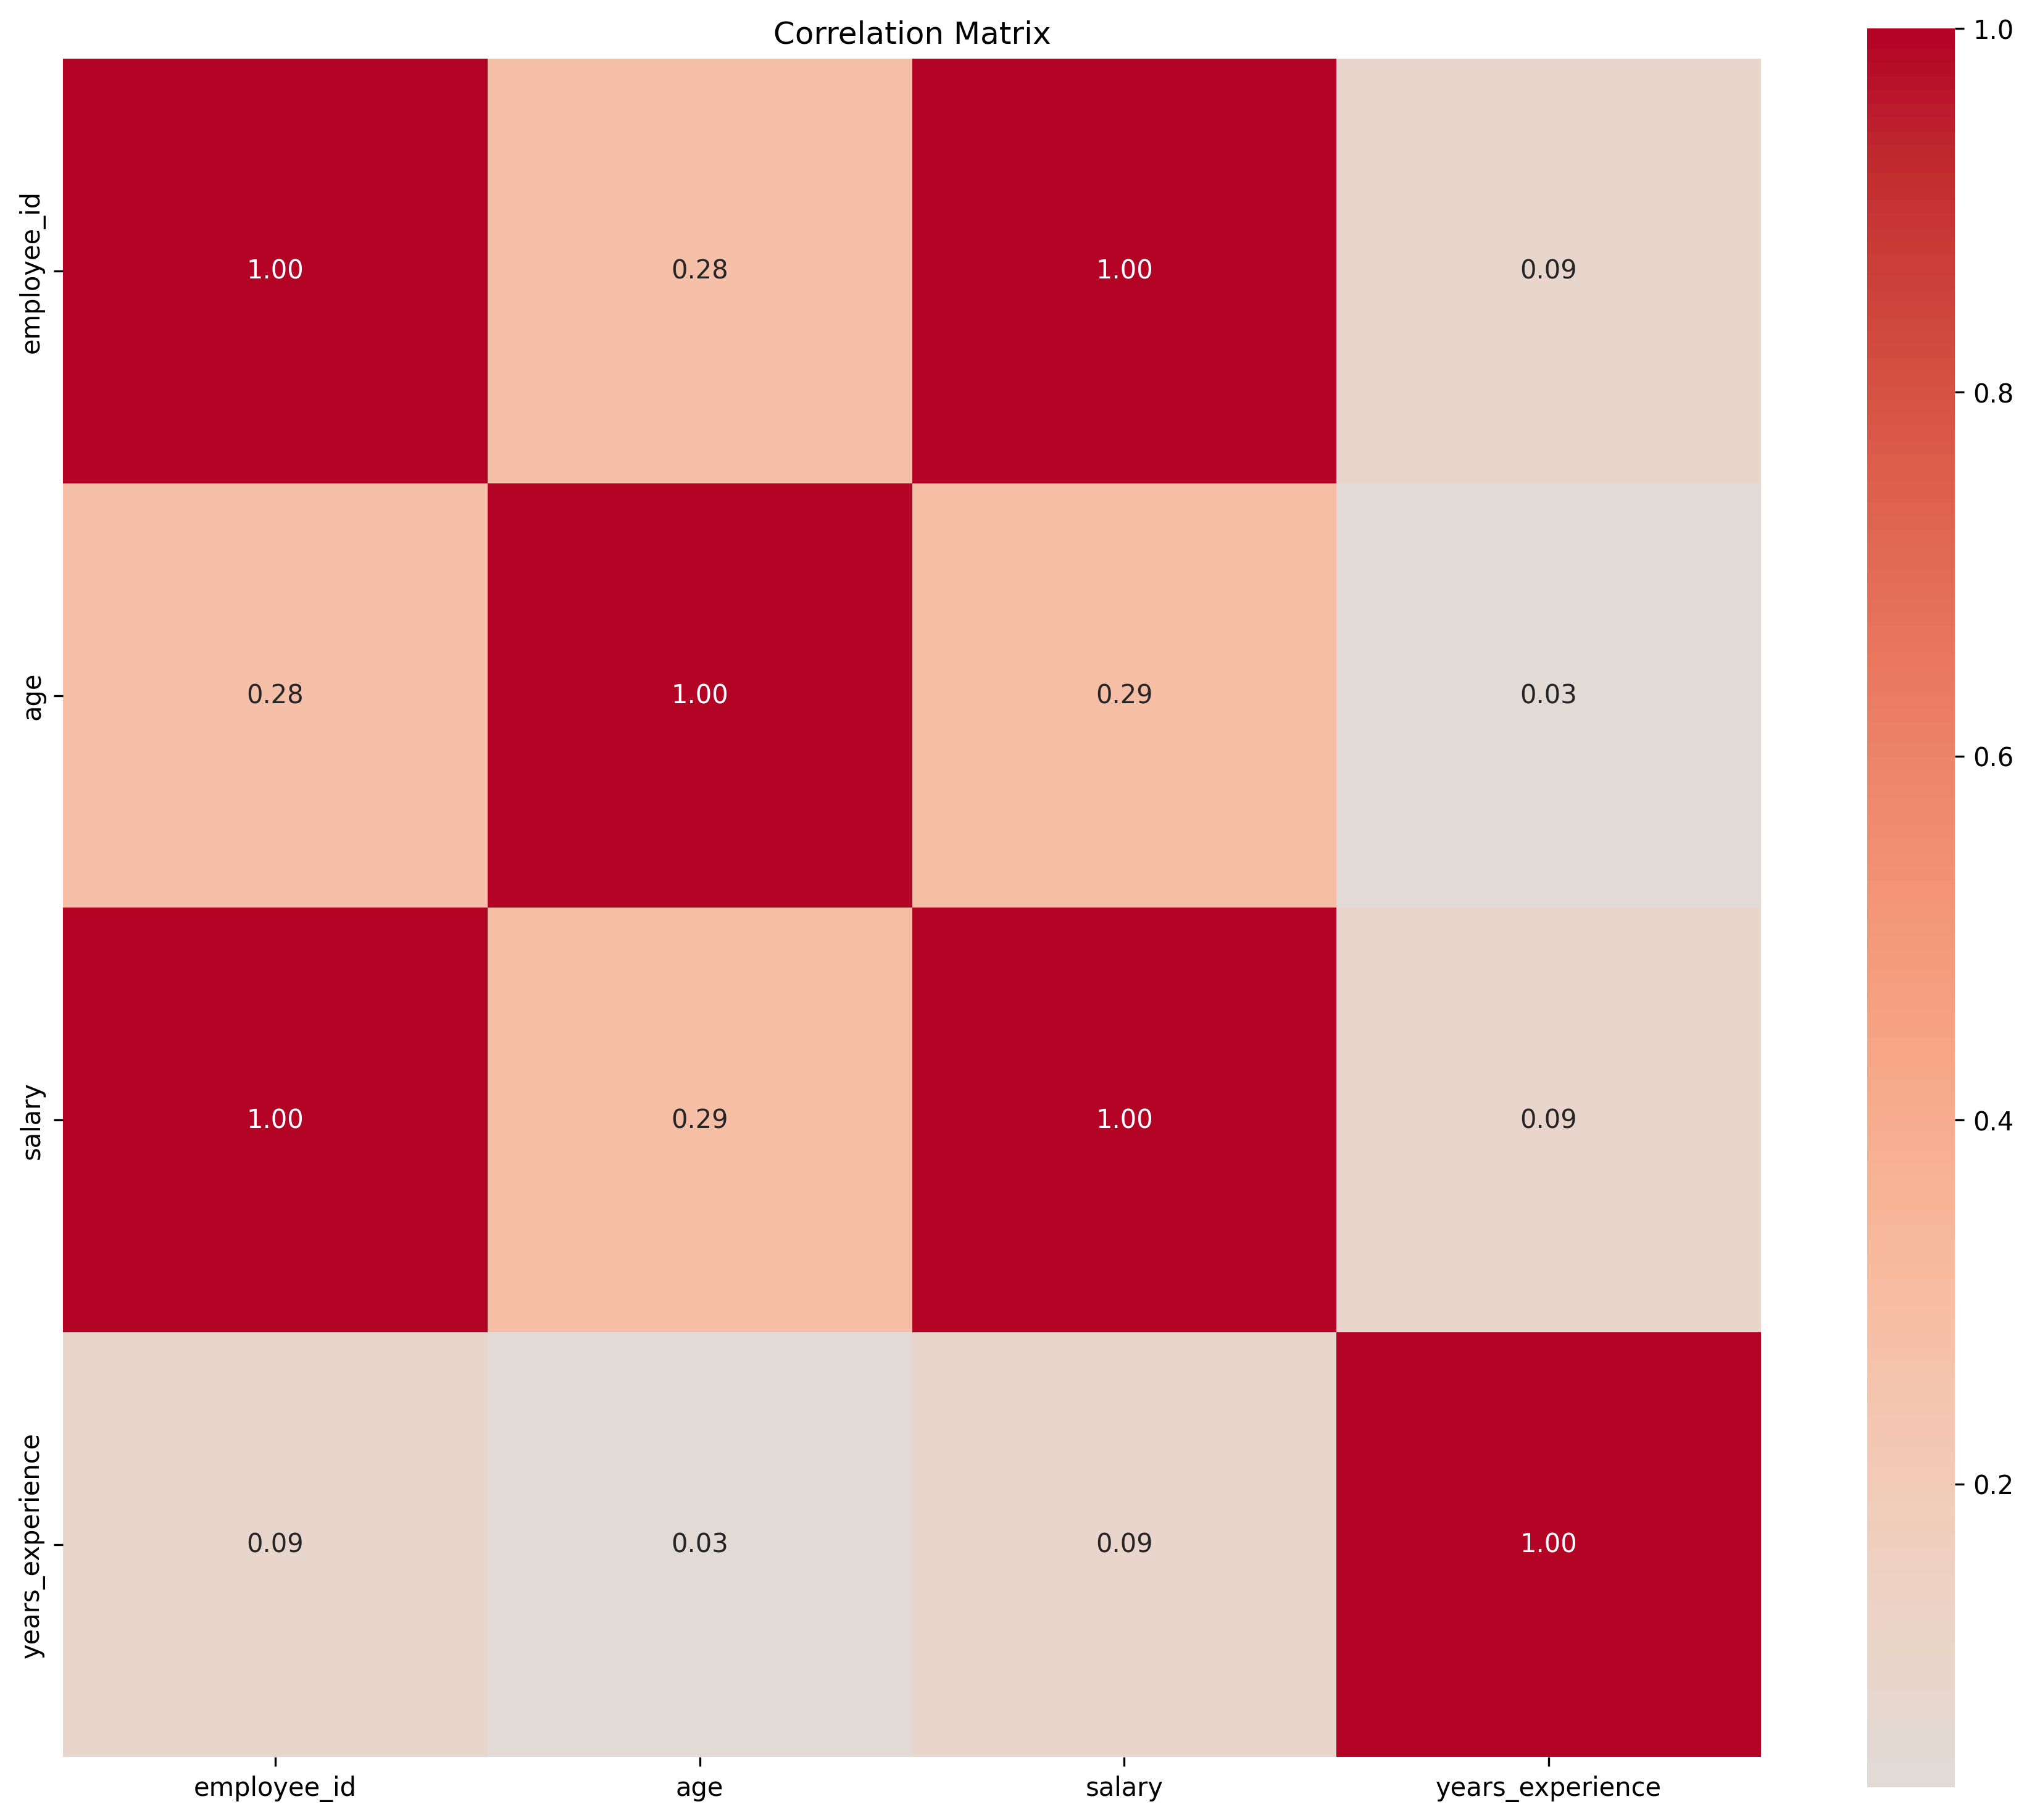 Correlation Matrix
employee_id
1.00 0.28 1.00 0.09
age
0.28 1.00 0.29 0.03
salary
1.00 0.29 1.00 0.09
years_experience
0.09 0.03 0.09 1.00
employee_id age salary years_experience
1.0
0.8
0.6
0.4
0.2